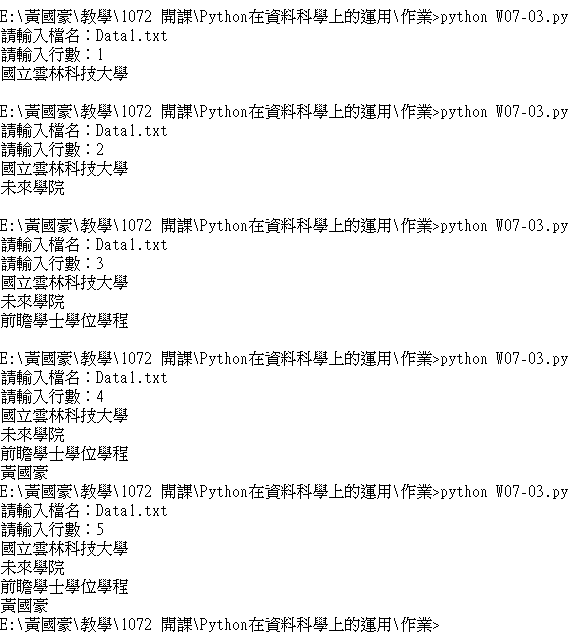 E:\黃國豪\教學\1072 開課\Python在資料科學上的運用\作業>python W07-03.py
請輸入檔名：Data1.txt
請輸入行數：1
國立雲林科技大學
E:\黃國豪\教學\1072 開課\Python在資料科學上的運用\作業>python W07-03.py
請輸入檔名：Data1.txt
請輸入行數：2
國立雲林科技大學
未來學院
E:\黃國豪\教學\1072 開課\Python在資料科學上的運用\作業>python W07-03.py
請輸入檔名：Data1.txt
請輸入行數：3
國立雲林科技大學
未來學院
前瞻學士學位學程
E:\黃國豪\教學\1072 開課\Python在資料科學上的運用\作業>python W07-03.py
請輸入檔名：Data1.txt
請輸入行數：4
國立雲林科技大學
未來學院
前瞻學士學位學程
黃國豪
E:\黃國豪\教學\1072 開課\Python在資料科學上的運用\作業>python W07-03.py
請輸入檔名：Data1.txt
請輸入行數：5
國立雲林科技大學
未來學院
前瞻學士學位學程
黃國豪
E:\黃國豪\教學\1072 開課\Python在資料科學上的運用\作業>